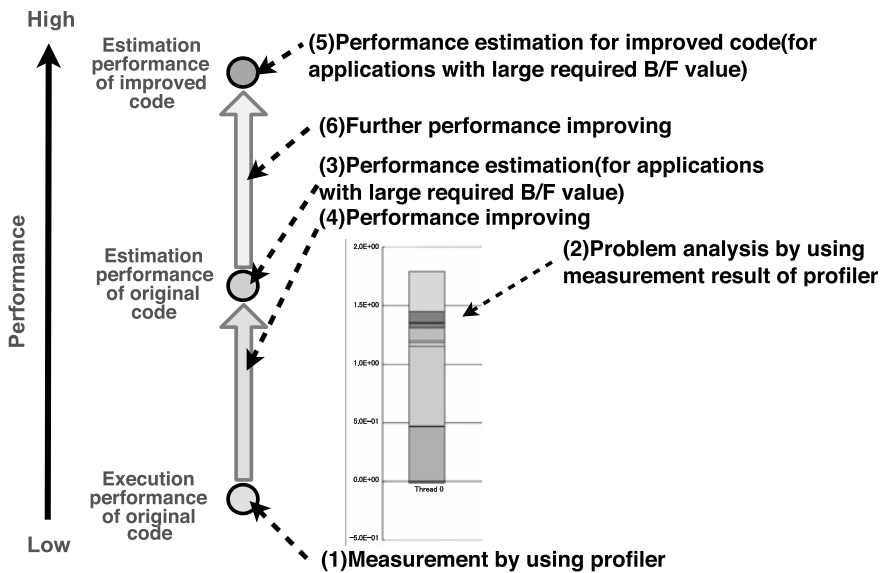 High
Estimation
performance
of improved
code
(5)Performance estimation for improved code(for
applications with large required B/F value)
(6)Further performance improving
(3)Performance estimation(for applications
with large required B/F value)
(4)Performance improving
Performance
Estimation
performance
of original
code
(2)Problem analysis by using
measurement result of profiler
2.0E+00
1.5E+00
1.0E+00
5.0E-01
0.0E+00
-5.0E-01
Thread 0
Execution
performance
of original
code
Low
(1)Measurement by using profiler